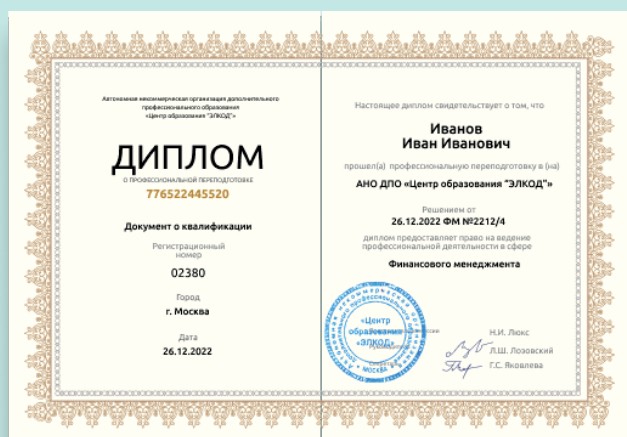 Автономная некоммерческая организация дополнительного
профессионального образования
«Центр образования "ЭЛКОД"»
ДИПЛОМ
О ПРОФЕССИОНАЛЬНОЙ ПЕРЕПОДГОТОВКЕ
776522445520
Документ о квалификации
Регистрационный
номер
02380
Город
г. Москва
Дата
26.12.2022
Настоящее диплом свидетельствует о том, что
Иванов
Иван Иванович
прошел(а) профессиональную переподготовку в (на)
АНО ДПО «Центр образования "ЭЛКОД"»
Решением от
26.12.2022 ФМ №2212/4
диплом предоставляет право на ведение
профессиональной деятельности в сфере
Финансового менеджмента
«Центр
образования
«ЭЛКОД»
МОСКВА
Н.И. Люкс
Л.Ш. Лозовский
Г.С. Яковлева